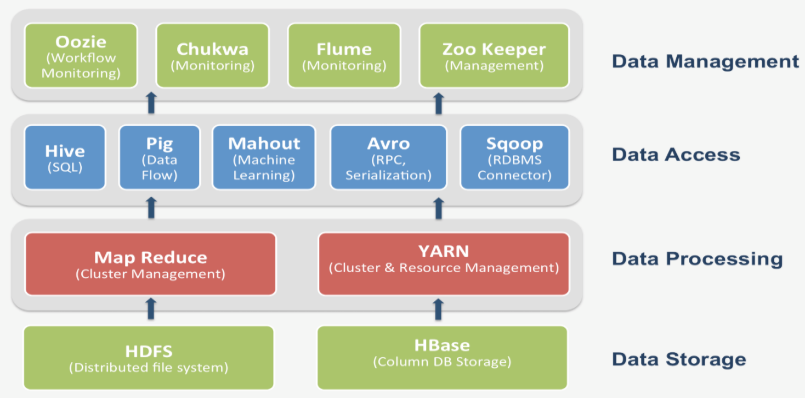 Oozie
(Workflow
Monitoring)
Chukwa
(Monitoring)
Flume
(Monitoring)
Zoo Keeper
(Management)
Data Management
Hive
(SQL)
Pig
(Data
Flow)
Mahout
(Machine
Learning)
Avro
(RPC,
Serialization)
Sqoop
(RDBMS
Connector)
Data Access
Map Reduce
(Cluster Management)
YARN
(Cluster & Resource Management)
Data Processing
HDFS
(Distributed file system)
HBase
(Column DB Storage)
Data Storage